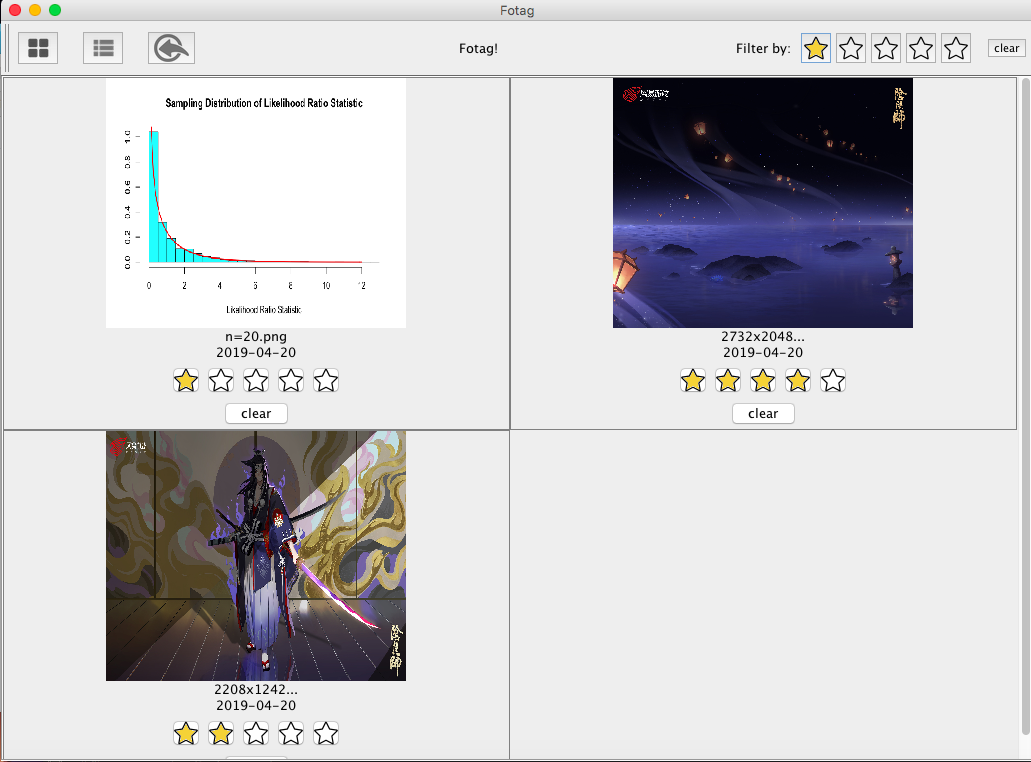 Fotag
Fotag!
Filter by:
clear
Sampling Distribution of Likelihood Ratio Statistic
1.0
0.8
0.6
0.4
0.2
0.0
0 2 4 6 8 10 12
Likelihood Ratio Statistic
n=20.png
2019-04-20
clear
陰陽師
2732x2048...
2019-04-20
clear
陰陽師
2208x1242...
2019-04-20